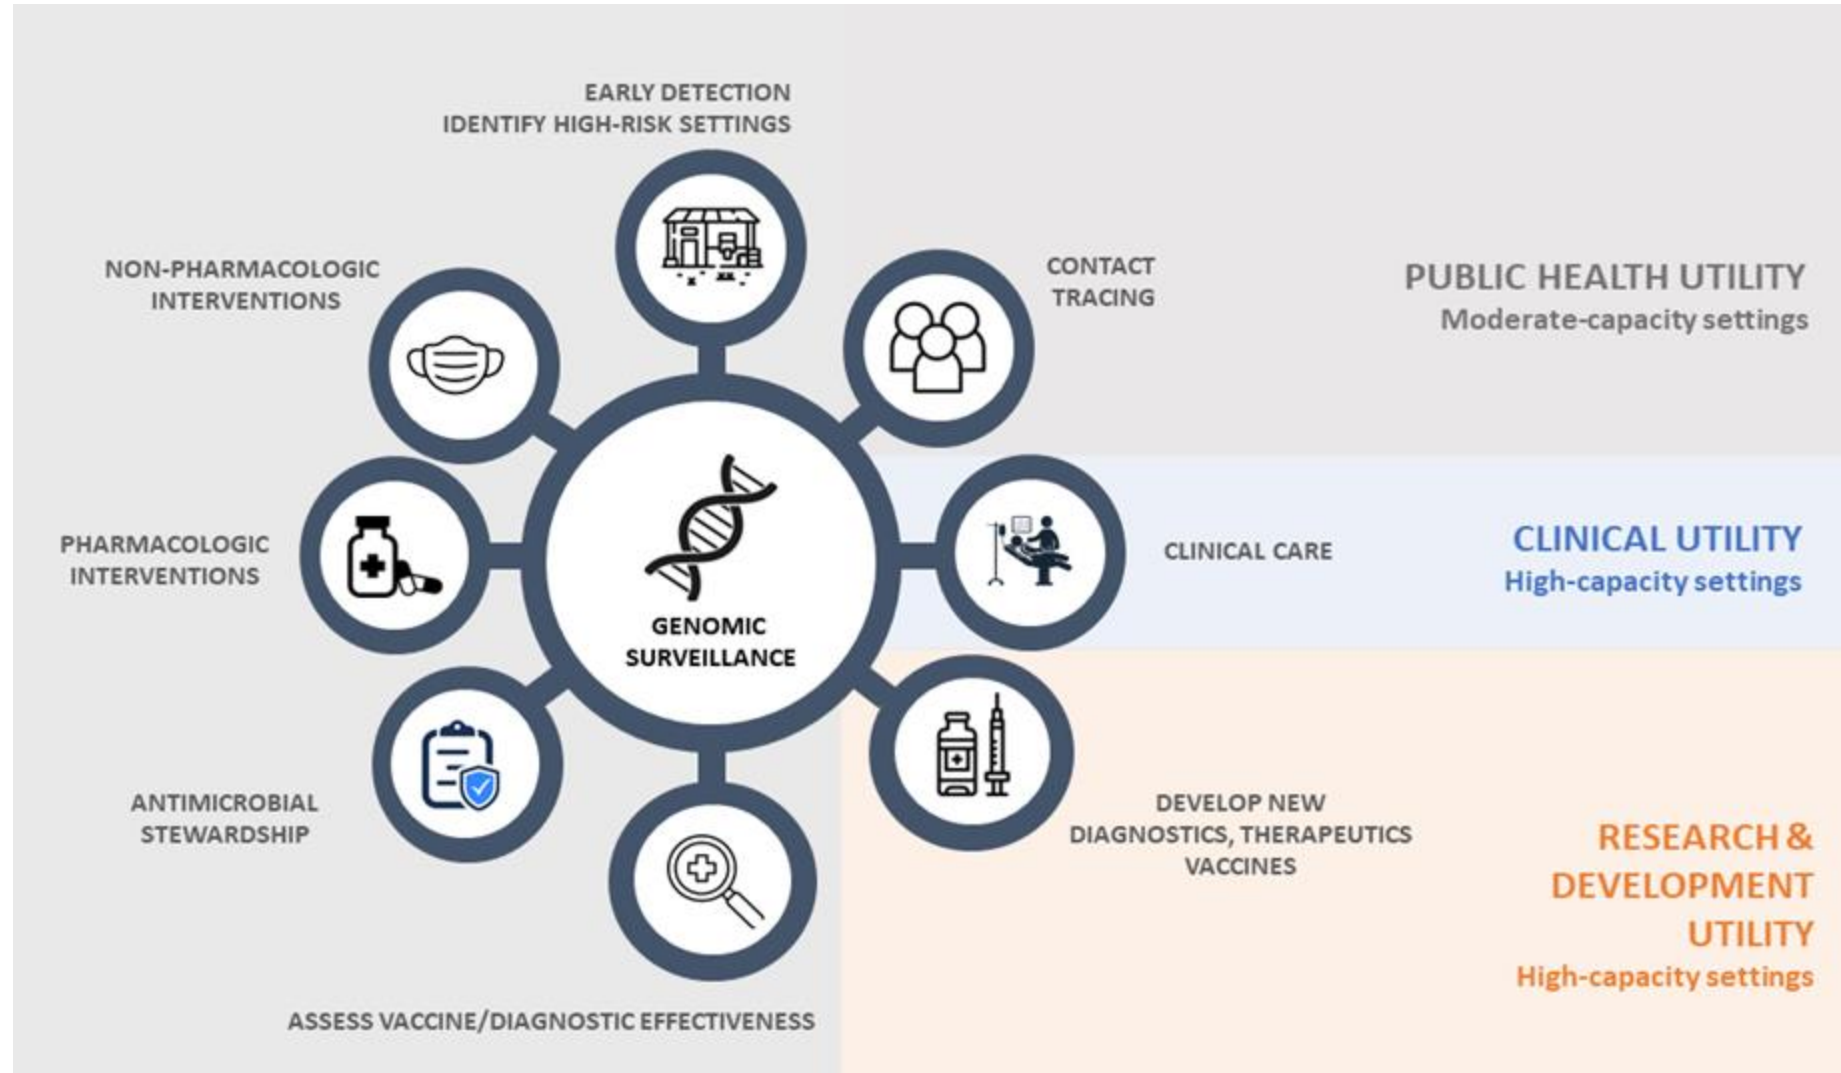 EARLY DETECTION
IDENTIFY HIGH-RISK SETTINGS
NON-PHARMACOLOGIC
INTERVENTIONS
CONTACT
TRACING
PUBLIC HEALTH UTILITY
Moderate-capacity settings
PHARMACOLOGIC
INTERVENTIONS
GENOMIC
SURVEILLANCE
CLINICAL CARE
CLINICAL UTILITY
High-capacity settings
ANTIMICROBIAL
STEWARDSHIP
DEVELOP NEW
DIAGNOSTICS, THERAPEUTICS
VACCINES
RESEARCH &
DEVELOPMENT
UTILITY
High-capacity settings
ASSESS VACCINE/DIAGNOSTIC EFFECTIVENESS